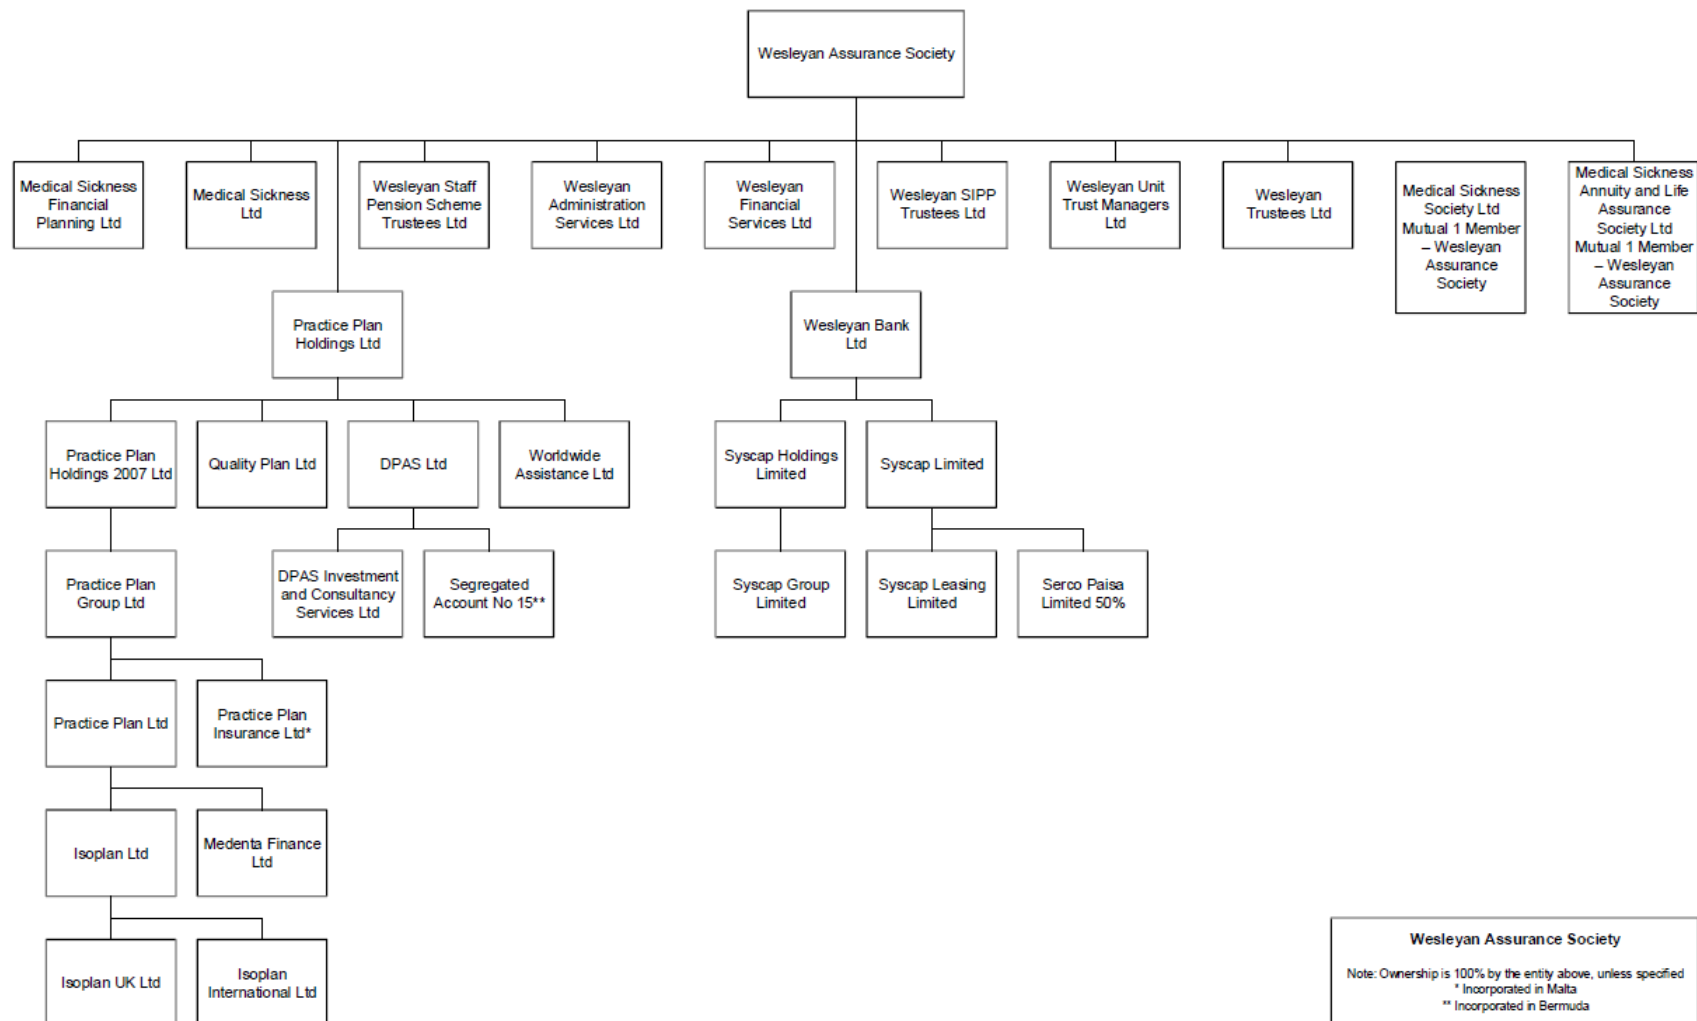 Wesleyan Assurance Society
Medical Sickness
Financial
Planning Ltd
Medical Sickness
Ltd
Wesleyan Staff
Pension Scheme
Trustees Ltd
Wesleyan
Administration
Services Ltd
Wesleyan
Financial
Services Ltd
Wesleyan SIPP
Trustees Ltd
Wesleyan Unit
Trust Managers
Ltd
Wesleyan
Trustees Ltd
Medical Sickness
Society Ltd
Mutual 1 Member
– Wesleyan
Assurance
Society
Medical Sickness
Annuity and Life
Assurance
Society Ltd
Mutual 1 Member
– Wesleyan
Assurance
Society
Practice Plan
Holdings Ltd
Wesleyan Bank
Ltd
Practice Plan
Holdings 2007 Ltd
Quality Plan Ltd
DPAS Ltd
Worldwide
Assistance Ltd
Syscap Holdings
Limited
Syscap Limited
Practice Plan
Group Ltd
DPAS Investment
and Consultancy
Services Ltd
Segregated
Account No 15**
Syscap Group
Limited
Syscap Leasing
Limited
Serco Paisa
Limited 50%
Practice Plan Ltd
Practice Plan
Insurance Ltd*
Isoplan Ltd
Medenta Finance
Ltd
Isoplan UK Ltd
Isoplan
International Ltd
Wesleyan Assurance Society
Note: Ownership is 100% by the entity above, unless specified
* Incorporated in Malta
** Incorporated in Bermuda